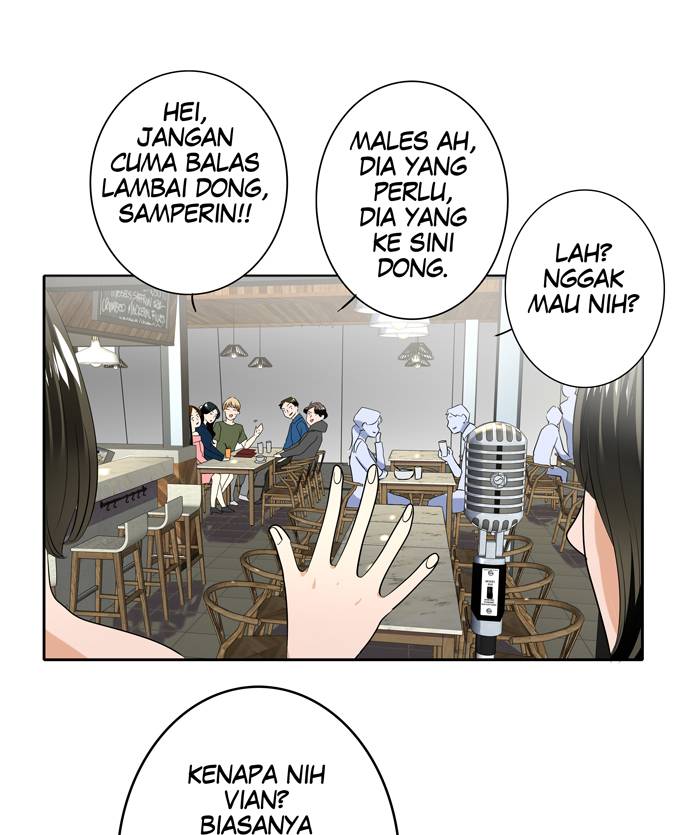 HEI,
JANGAN
CUMA BALAS
LAMBAI DONG,
SAMPERIN!!
MALES AH,
DIA YANG
PERLU,
DIA YANG
KE SINI
DONG.
LAH?
NGGAK
MAU NIH?
KENAPA NIH
VIAN?
BIASANYA